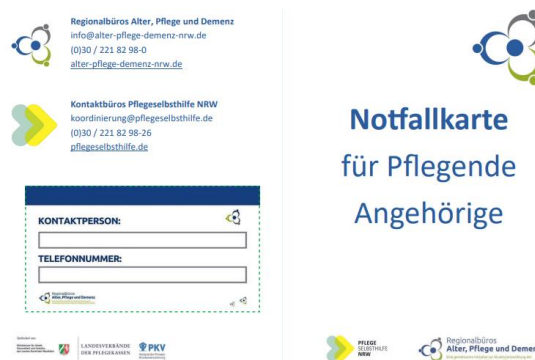 Regionalbüros Alter, Pflege und Demenz
info@alter-pflege-demenz-nrw.de
(0)30 / 221 82 98-0
alter-pflege-demenz-nrw.de
Kontaktbüros Pflegeselbsthilfe NRW
koordinierung@pflegeselbsthilfe.de
(0)30 / 221 82 98-26
pflegeselbsthilfe.de
KONTAKTPERSON:
TELEFONNUMMER:
Regionalbüros
Alter, Pflege und Demenz
LANDESVERBÄNDE
DER PFLEGEKASSEN
PKV
Notfallkarte
für Pflegende
Angehörige
PFLEGE
SELBSTHILFE
NRW
Regionalbüros
Alter, Pflege und Demen